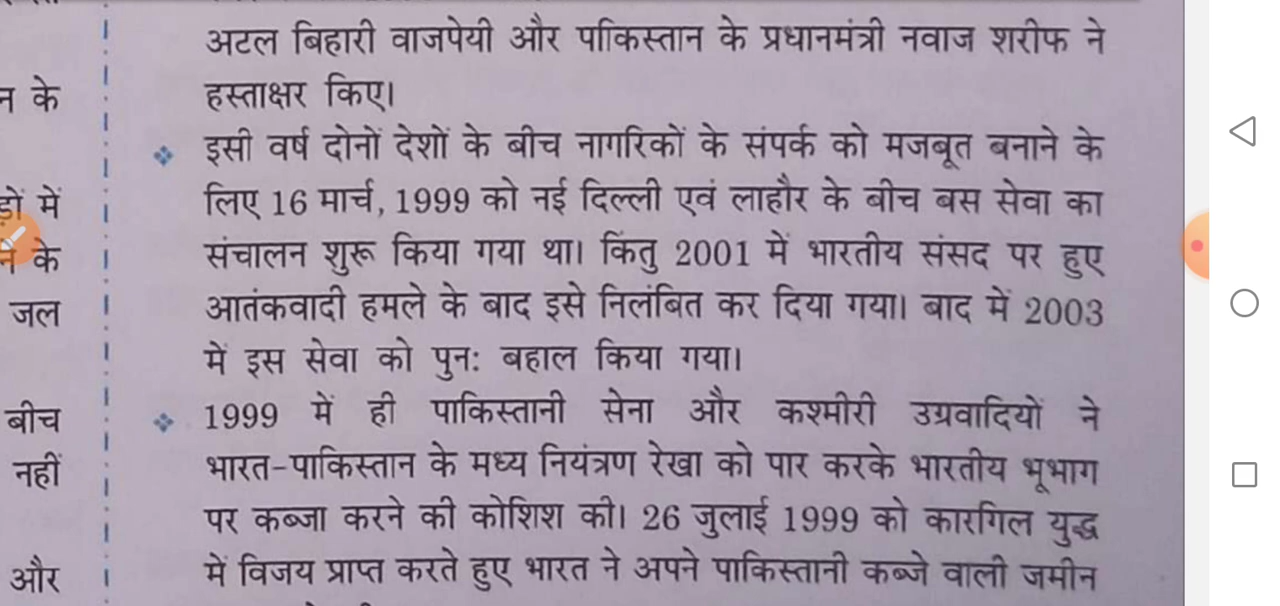 अटल बिहारी वाजपेयी और पाकिस्तान के प्रधानमंत्री नवाज शरीफ ने
हस्ताक्षर किए।
इसी वर्ष दोनों देशों के बीच नागरिकों के संपर्क को मजबूत बनाने के
लिए 16 मार्च, 1999 को नई दिल्ली एवं लाहौर के बीच बस सेवा का
संचालन शुरू किया गया था। किंतु 2001 में भारतीय संसद पर हुए
आतंकवादी हमले के बाद इसे निलंबित कर दिया गया। बाद में 2003
में इस सेवा को पुनः बहाल किया गया।
1999 में ही पाकिस्तानी सेना और कश्मीरी उग्रवादियों ने
भारत-पाकिस्तान के मध्य नियंत्रण रेखा को पार करके भारतीय भूभाग
पर कब्जा करने की कोशिश की। 26 जुलाई 1999 को कारगिल युद्ध
में विजय प्राप्त करते हुए भारत ने अपने पाकिस्तानी कब्जे वाली जमीन
के
में
के
जल
बीच
नहीं
और